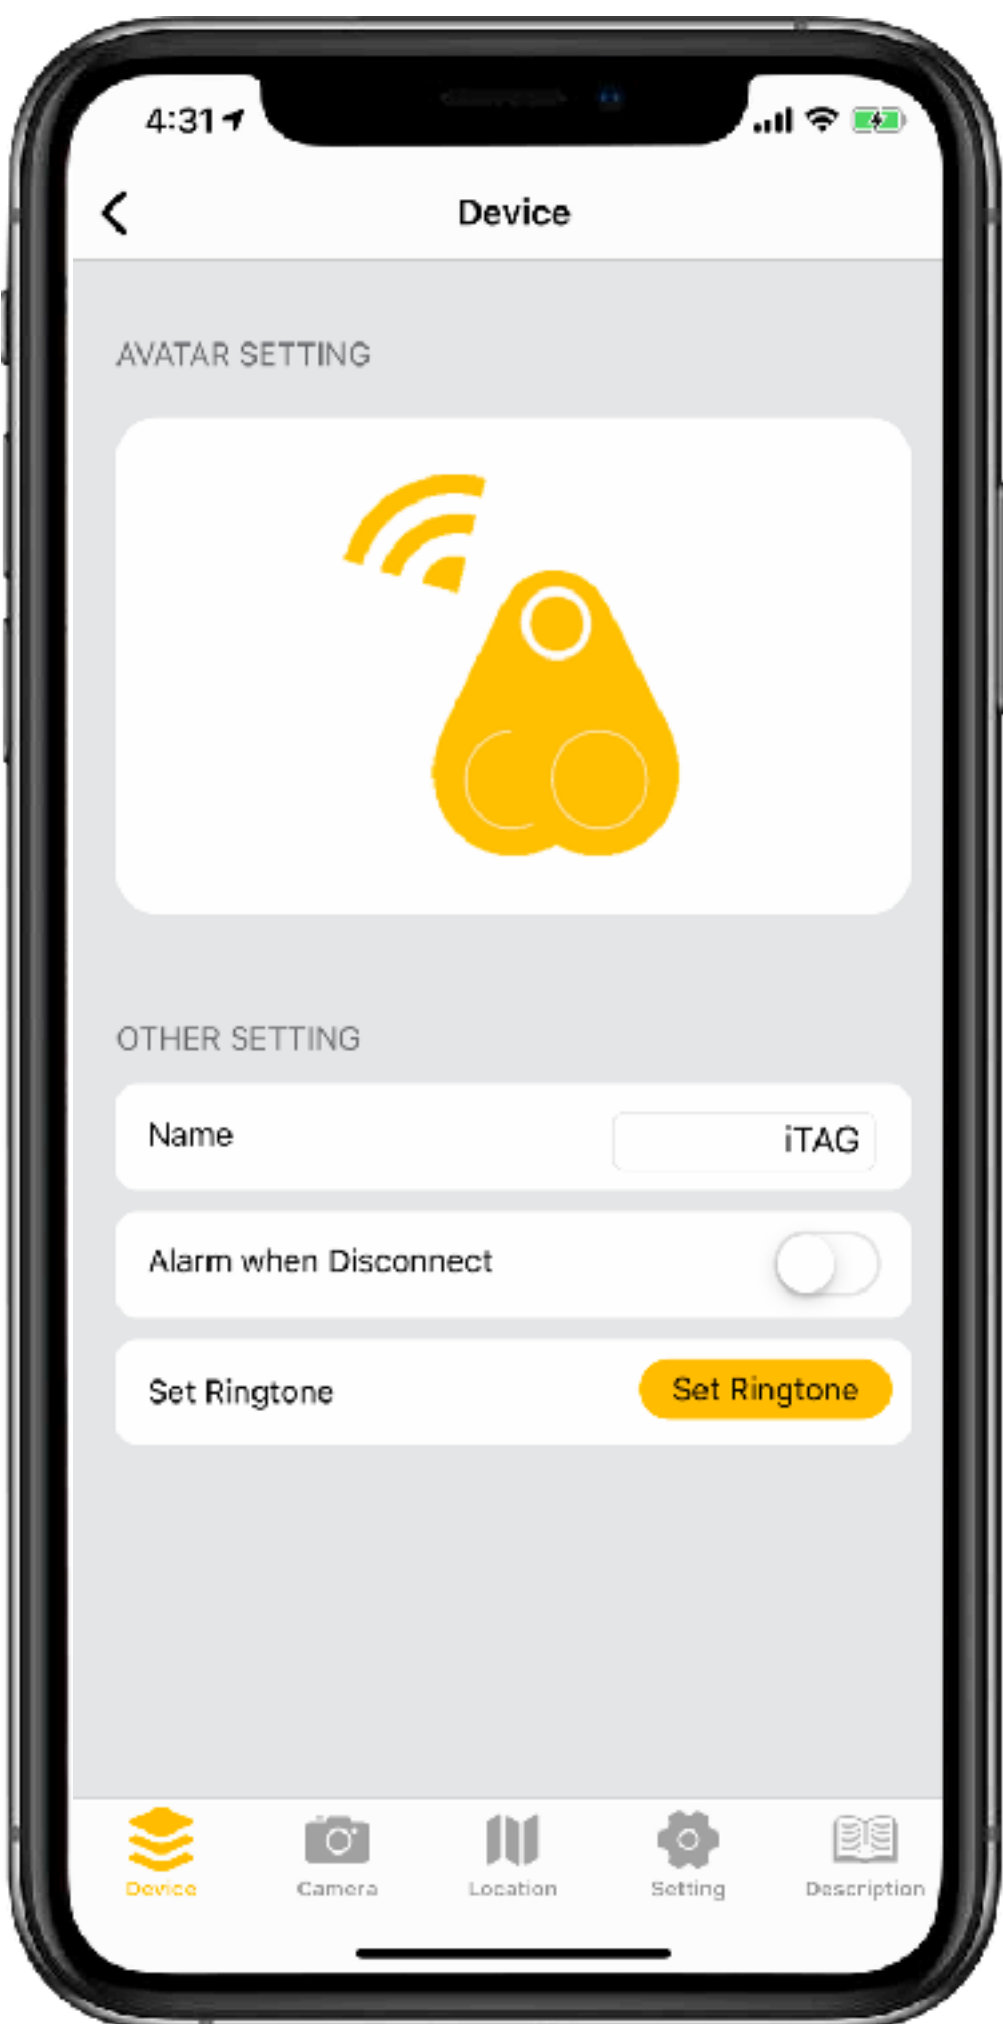 4:31
Device
AVATAR SETTING
OTHER SETTING
Name iTAG
Alarm when Disconnect
Set Ringtone Set Ringtone
Device Camera Location Setting Description